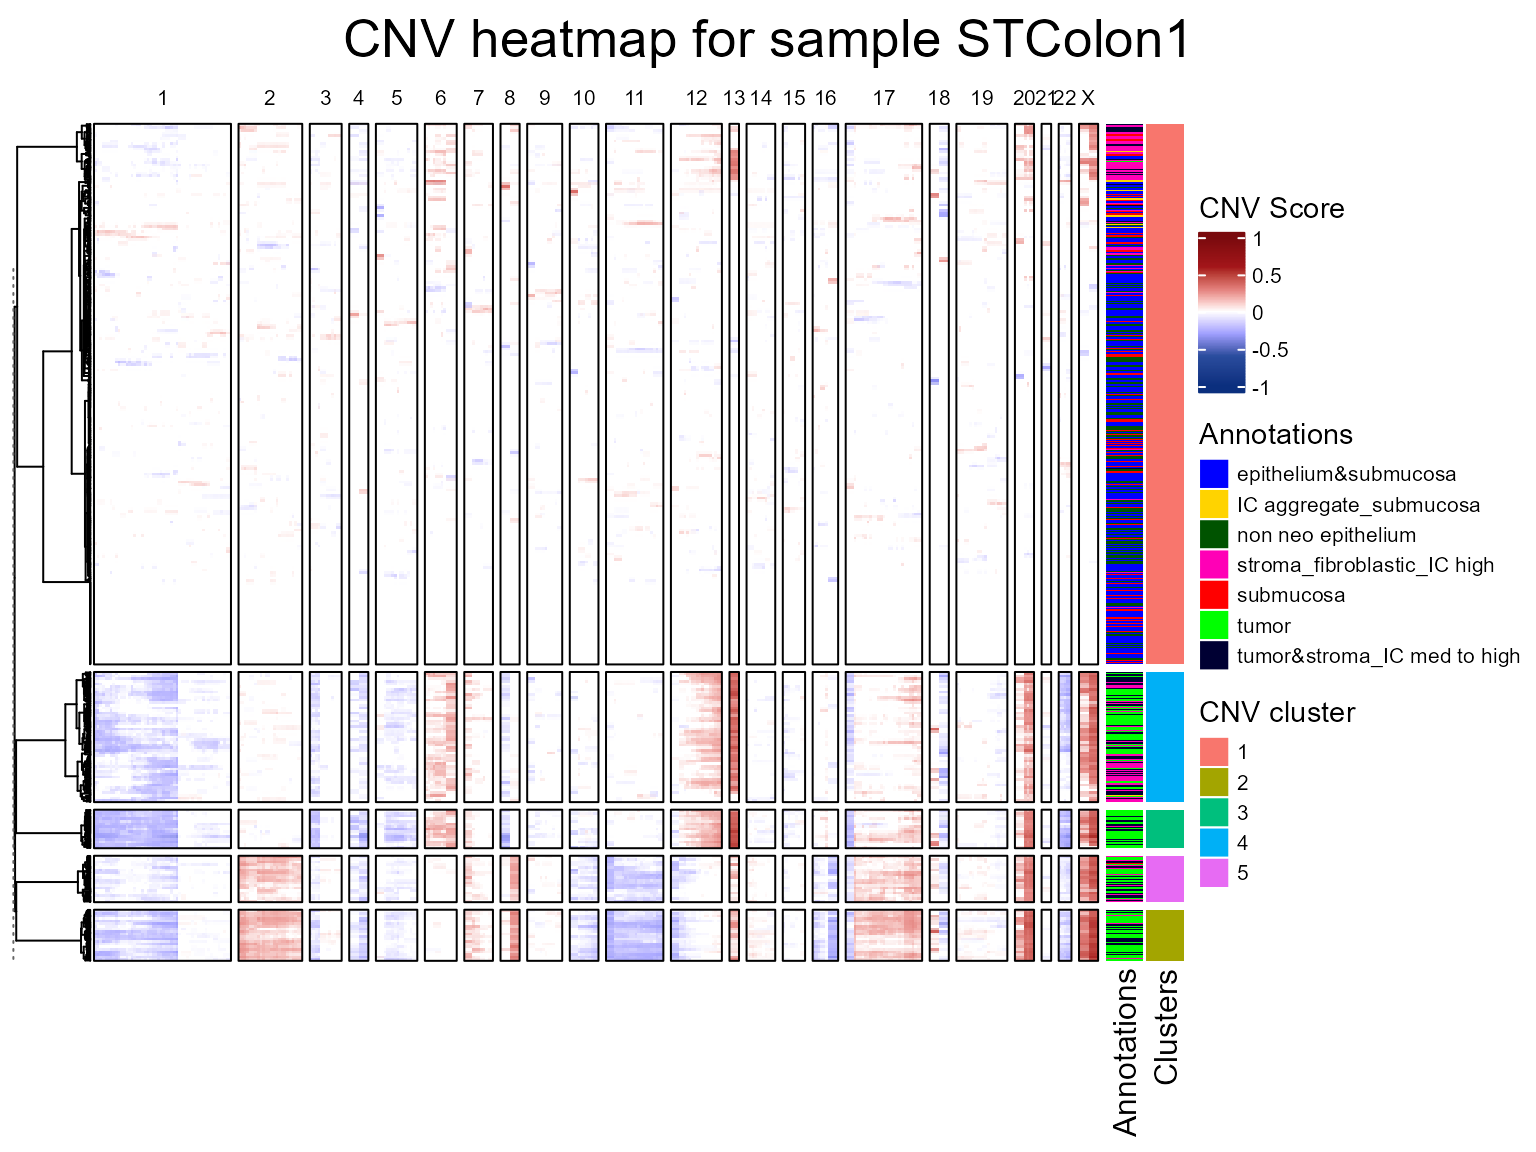 CNV heatmap for sample STColon1
1 2 3 4 5 6 7 8 9 10 11 12 13 14 15 16 17 18 19 20 21 22 X
CNV Score
1
0.5
0
-0.5
-1
Annotations
epithelium&submucosa
IC aggregate_submucosa
non neo epithelium
stroma_fibroblastic_IC high
submucosa
tumor
tumor&stroma_IC med to high
CNV cluster
1
2
3
4
5
Annotations
Clusters